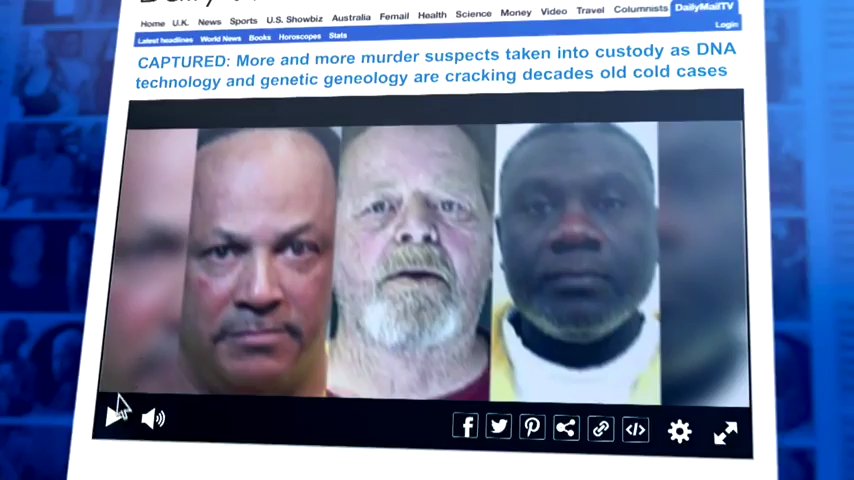 Home U.K. News Sports U.S. Showbiz Australia Femail Health Science Money Video Travel Columnists DailyMailTV
Login
Latest headlines World News Books Horoscopes Stats
CAPTURED: More and more murder suspects taken into custody as DNA
technology and genetic geneology are cracking decades old cold cases